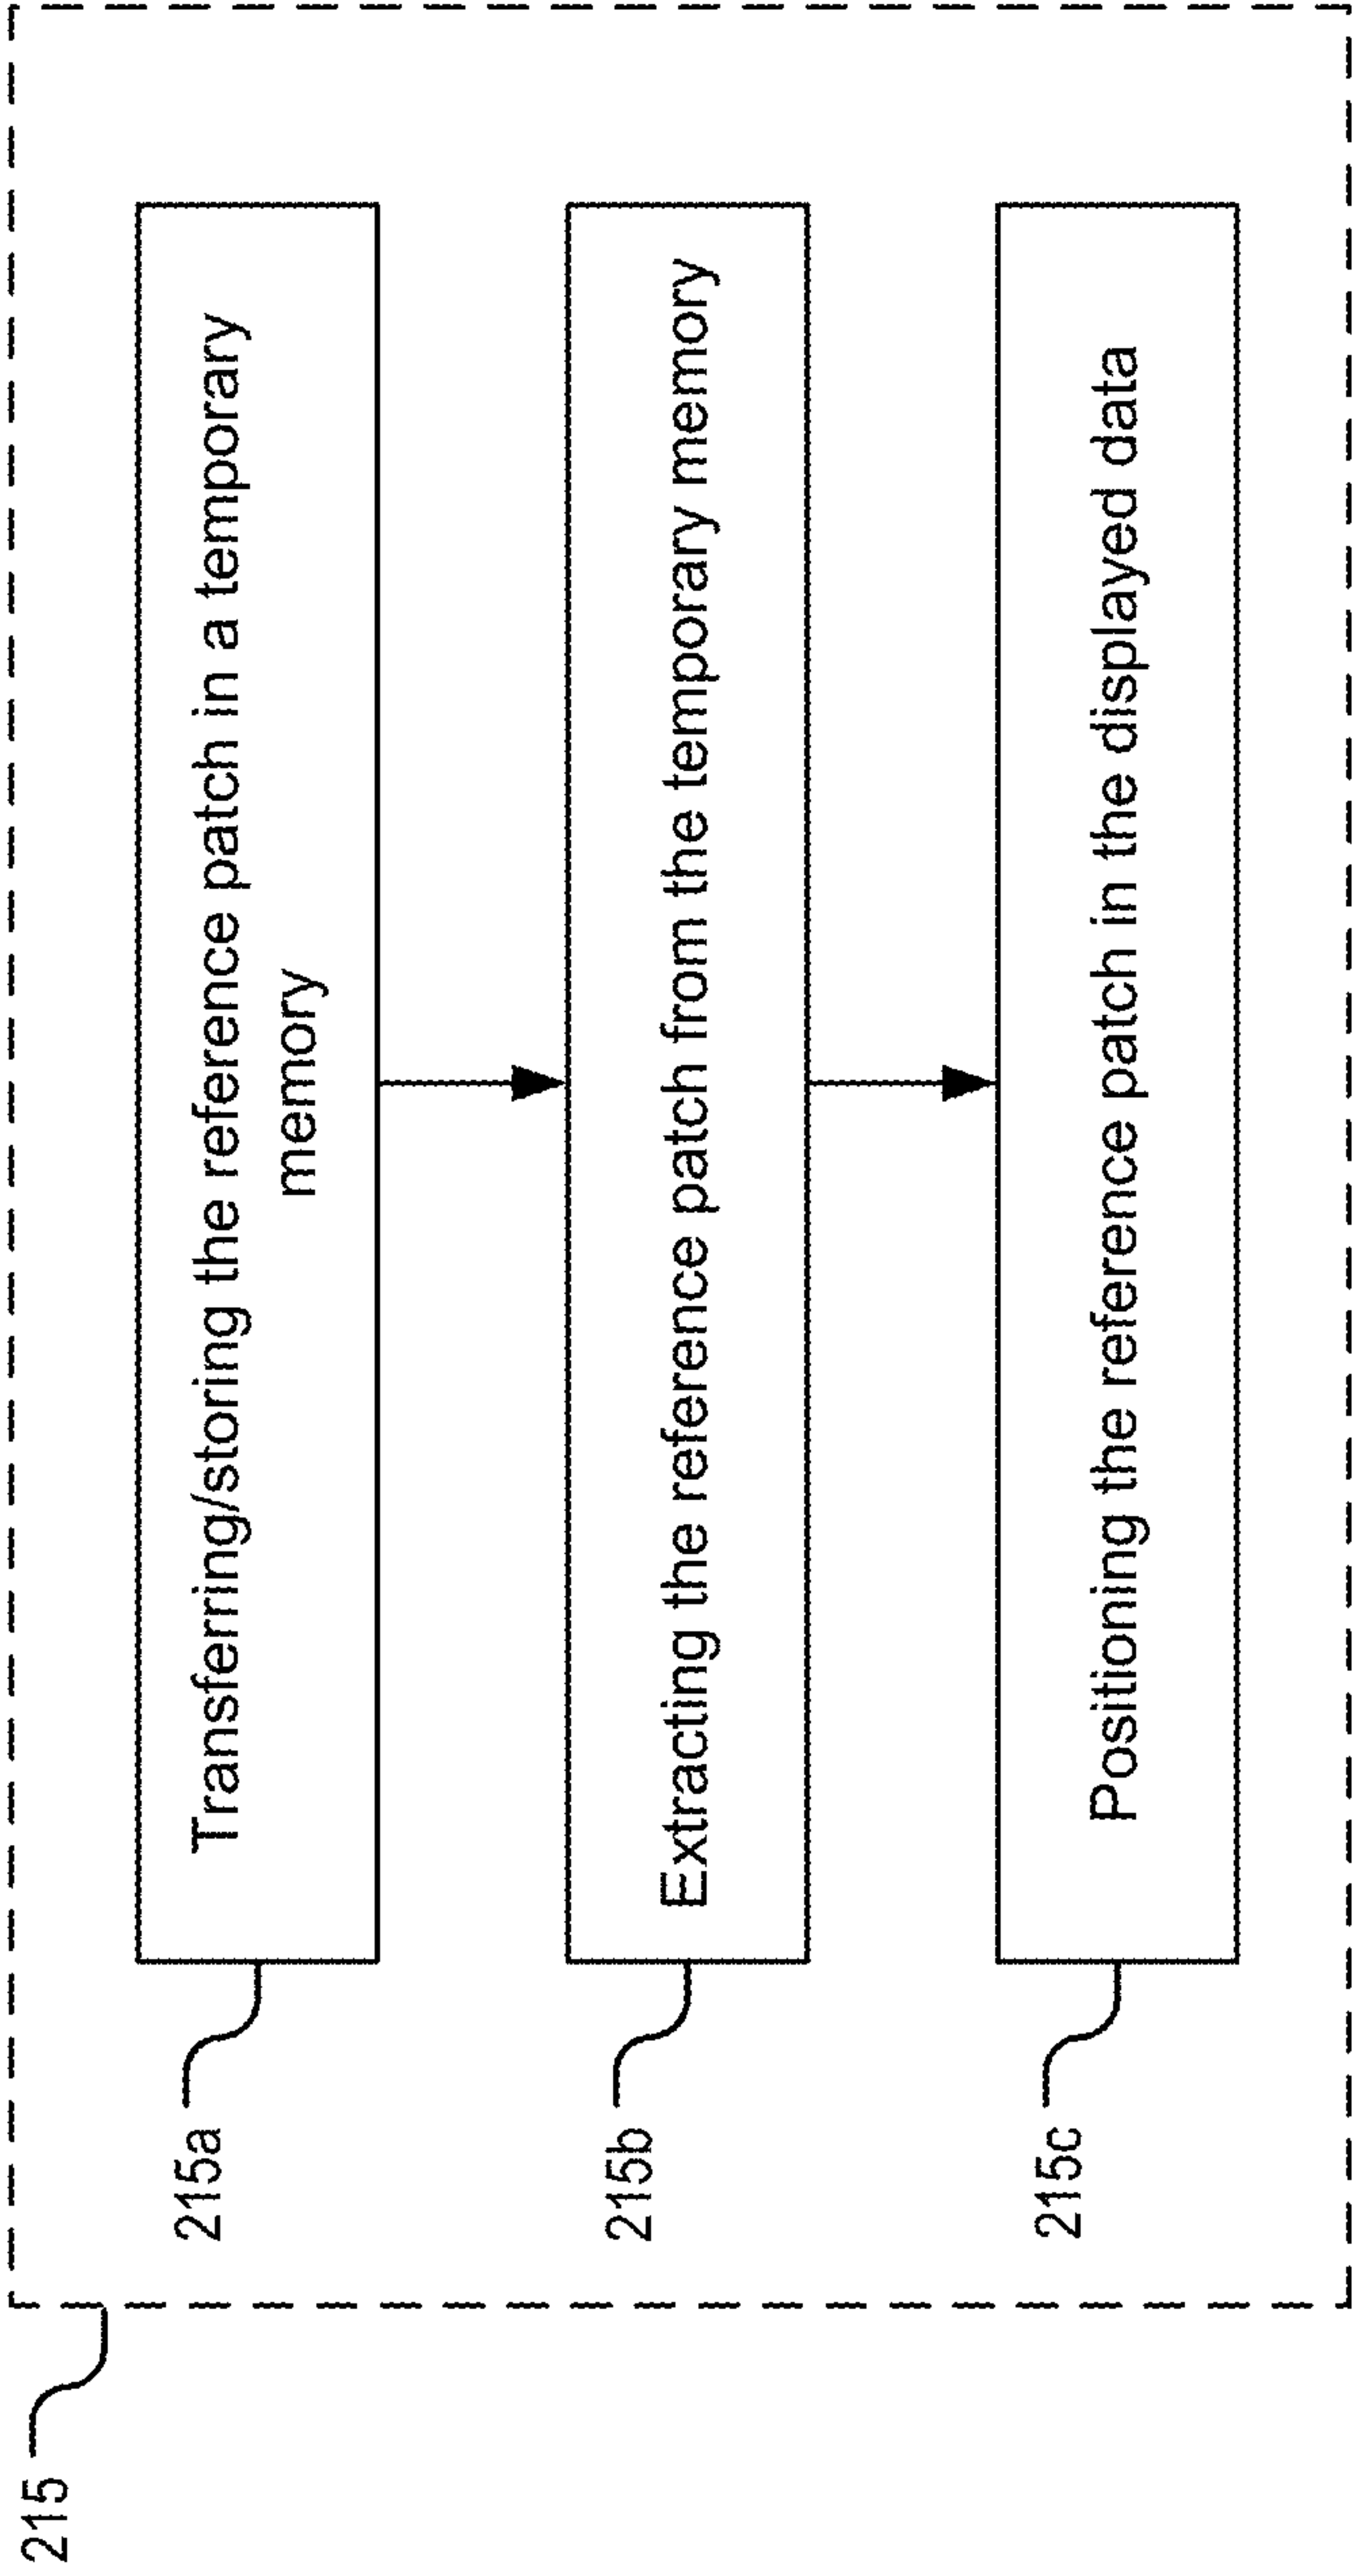 215
215a
Transferring/storing the reference patch in a temporary
memory
215b
Extracting the reference patch from the temporary memory
215c
Positioning the reference patch in the displayed data